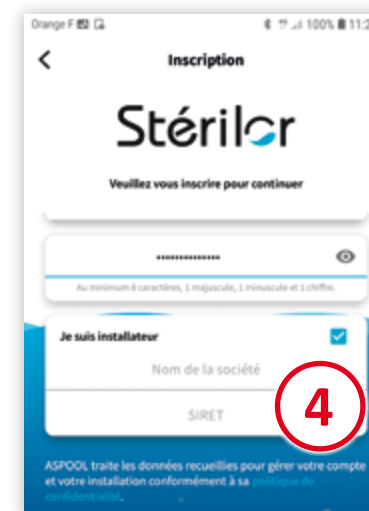 Orange F 100% 11:2
Inscription
Stérilor
Veuillez vous inscrire pour continuer
••••••••••••••
Au minimum 8 caractères, 1 majuscule, 1 minuscule et 1 chiffre.
Je suis installateur
Nom de la société
SIRET
4
ASPOOL traite les données recueillies pour gérer votre compte
et votre installation conformément à sa politique de
confidentialité.